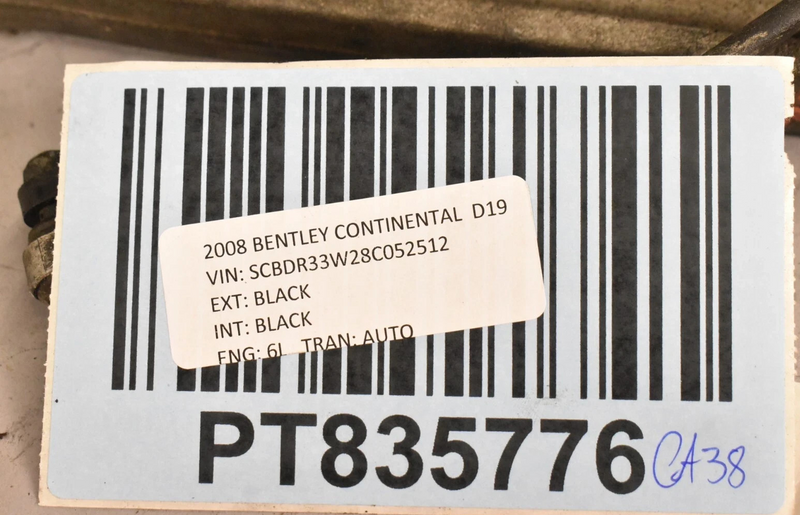 2008 BENTLEY CONTINENTAL D19
VIN: SCBDR33W28C052512
EXT: BLACK
INT: BLACK
ENG: 6L TRAN: AUTO
PT835776 CA38